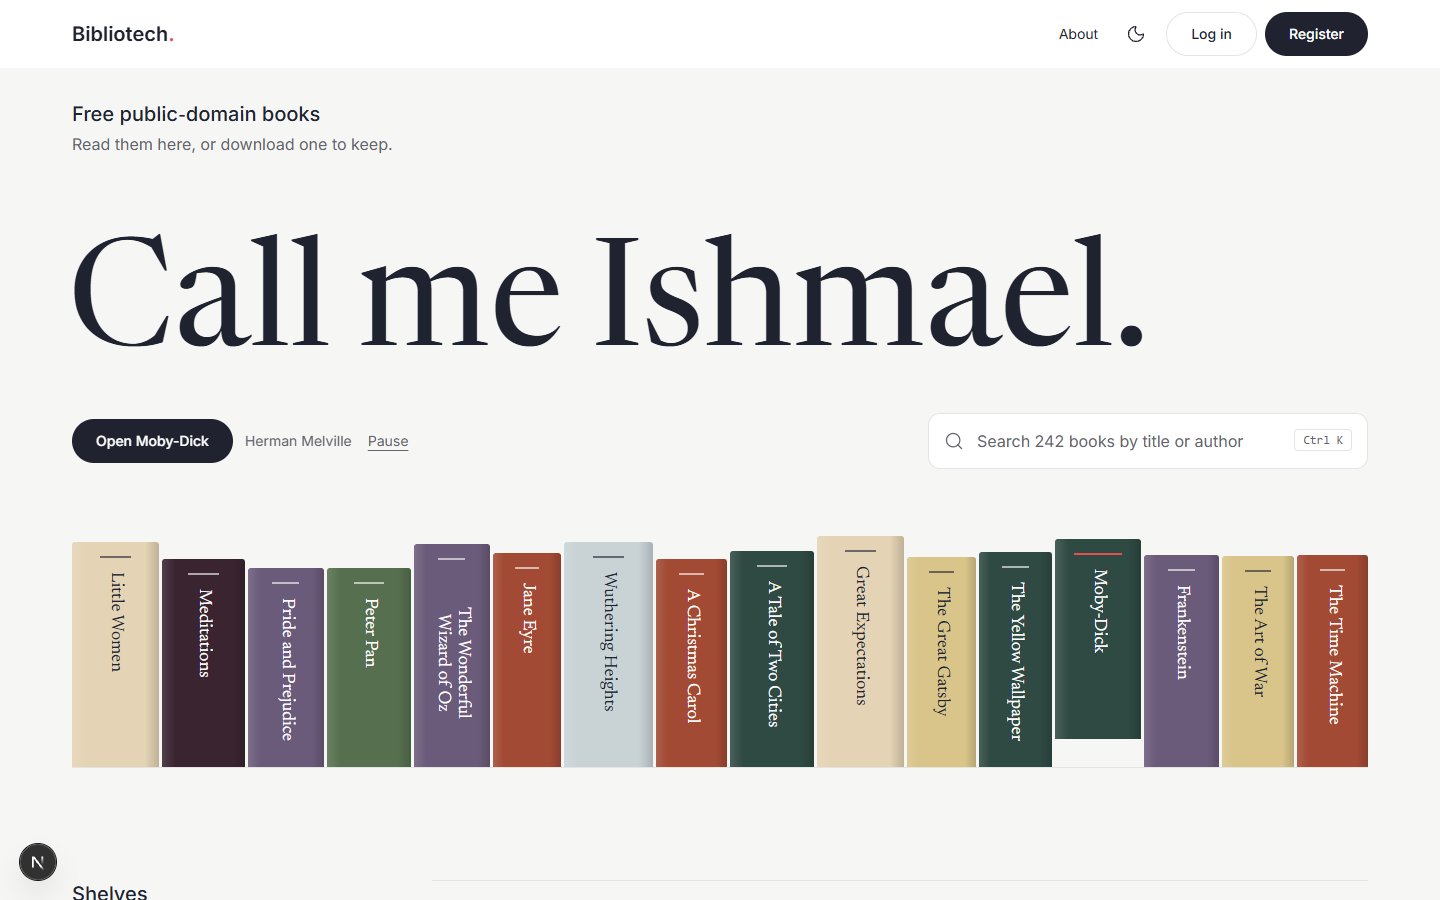 Bibliotech.
About
Log in
Register
Free public-domain books
Read them here, or download one to keep.
Call me Ishmael.
Open Moby-Dick
Herman Melville
Pause
Search 242 books by title or author
Ctrl K
Little Women
Meditations
Pride and Prejudice
Peter Pan
The Wonderful
Wizard of Oz
Jane Eyre
Wuthering Heights
A Christmas Carol
A Tale of Two Cities
Great Expectations
The Great Gatsby
The Yellow Wallpaper
Moby-Dick
Frankenstein
The Art of War
The Time Machine
N
Shelves